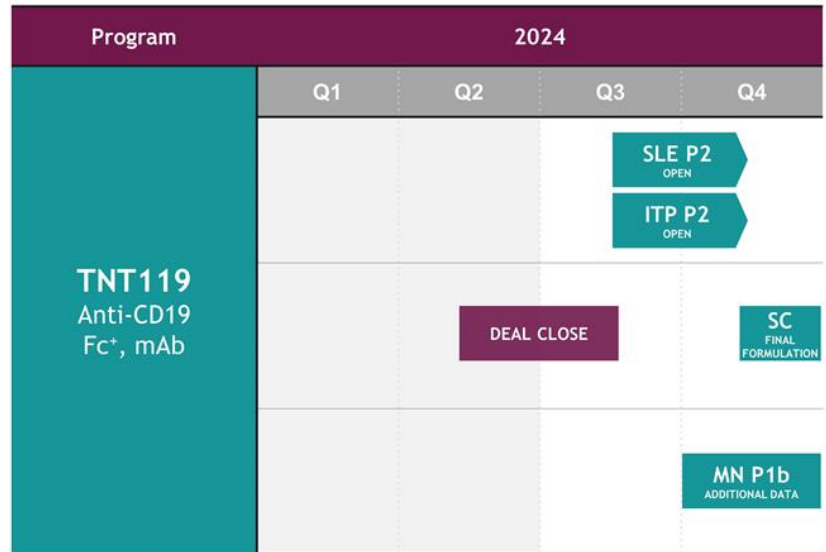 Program
2024
Q1
Q2
Q3
Q4
TNT119
Anti-CD19
Fc⁺, mAb
SLE P2
OPEN
ITP P2
OPEN
DEAL CLOSE
SC
FINAL
FORMULATION
MN P1b
ADDITIONAL DATA